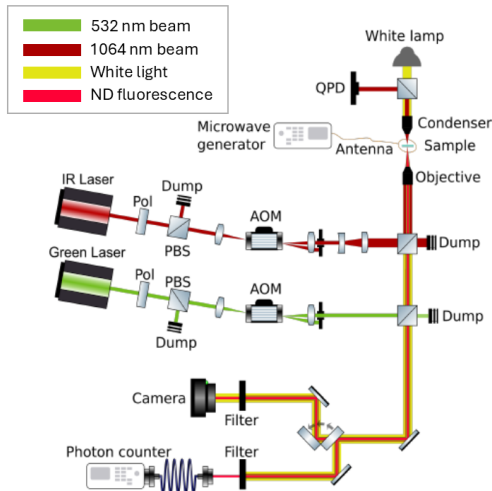 532 nm beam
1064 nm beam
White light
ND fluorescence
White lamp
QPD
Condenser
Microwave
generator
Antenna
Sample
Objective
IR Laser
Pol
Dump
PBS
AOM
Dump
Green Laser
Pol
PBS
Dump
AOM
Dump
Camera
Filter
Photon counter
Filter